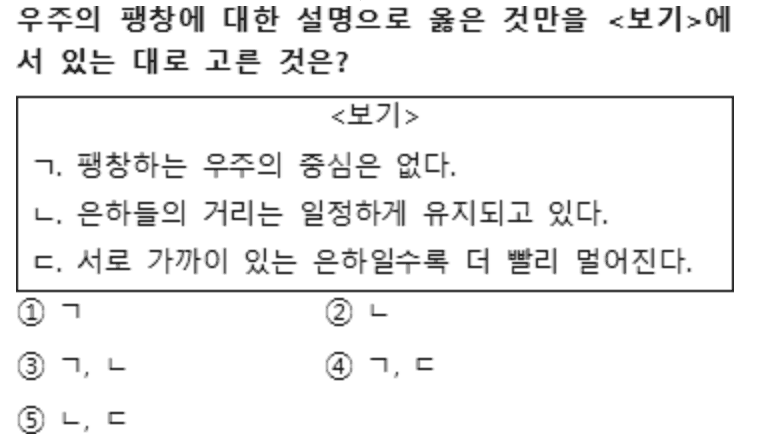 우주의 팽창에 대한 설명으로 옳은 것만을 <보기>에
서 있는 대로 고른 것은?
<보기>
ㄱ. 팽창하는 우주의 중심은 없다.
ㄴ. 은하들의 거리는 일정하게 유지되고 있다.
ㄷ. 서로 가까이 있는 은하일수록 더 빨리 멀어진다.
① ㄱ ② ㄴ
③ ㄱ, ㄴ ④ ㄱ, ㄷ
⑤ ㄴ, ㄷ